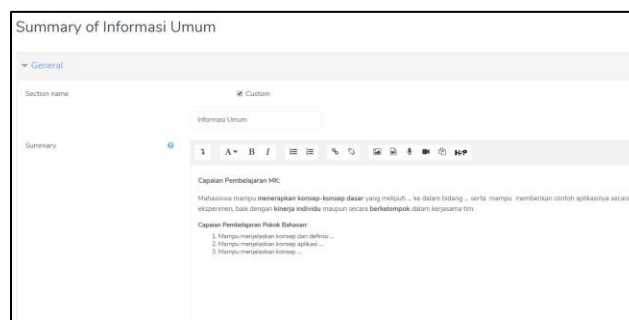 Summary of Informasi Umum
General
Section name
Custom
Informasi Umum
Summary
A B I H-P
Capaian Pembelajaran MK:
Mahasiswa mampu menerapkan konsep-konsep dasar yang meliputi ... ke dalam bidang ... serta mampu memberikan contoh aplikasinya secara
eksperimen, baik dengan kinerja individu maupun secara berkelompok dalam kerjasama tim.
Capaian Pembelajaran Pokok Bahasan:
1. Mampu menjelaskan konsep dan definisi ...
2. Mampu menjelaskan konsep aplikasi ...
3. Mampu menjelaskan konsep ...